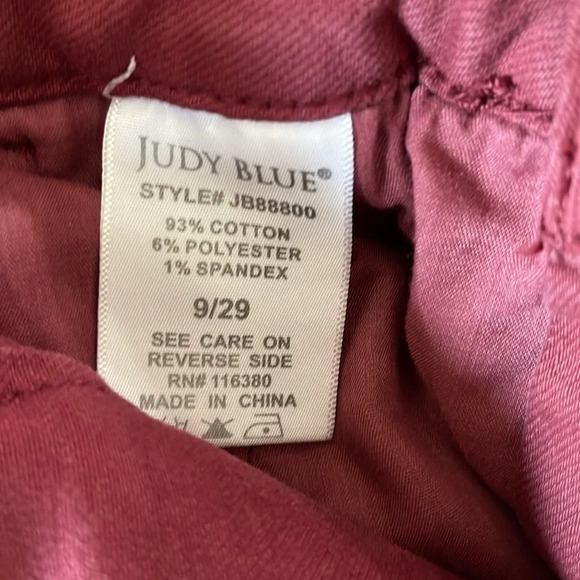 JUDY BLUE®
STYLE# JB88800
93% COTTON
6% POLYESTER
1% SPANDEX
9/29
SEE CARE ON
REVERSE SIDE
RN# 116380
MADE IN CHINA